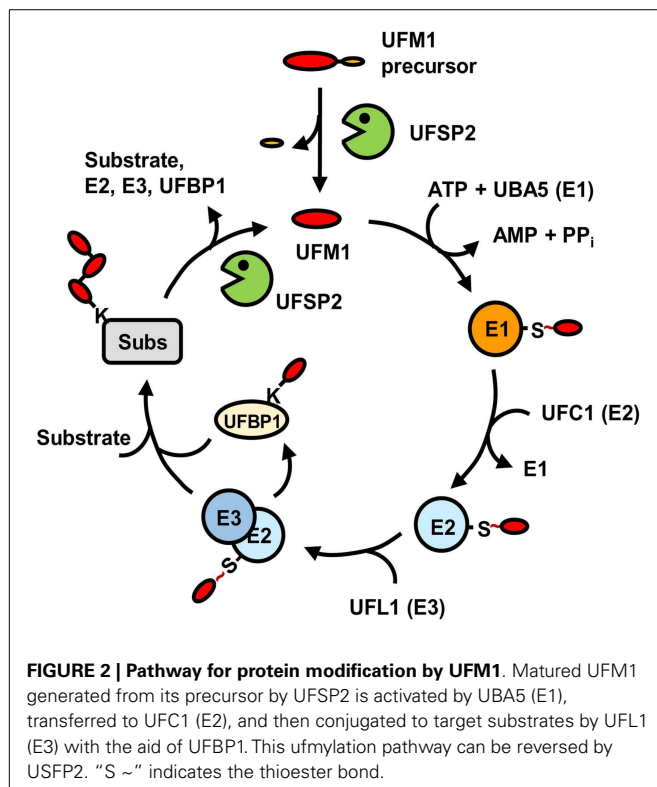 UFM1
precursor
UFSP2
Substrate,
E2, E3, UFBP1
ATP + UBA5 (E1)
UFM1
AMP + PPi
UFSP2
E1 S~
K
Subs
K
UFBP1
UFC1 (E2)
Substrate
E1
E3
E2
E2 S~
S
~
UFL1 (E3)
FIGURE 2 | Pathway for protein modification by UFM1. Matured UFM1
generated from its precursor by UFSP2 is activated by UBA5 (E1),
transferred to UFC1 (E2), and then conjugated to target substrates by UFL1
(E3) with the aid of UFBP1. This ufmylation pathway can be reversed by
USFP2. “S ~” indicates the thioester bond.